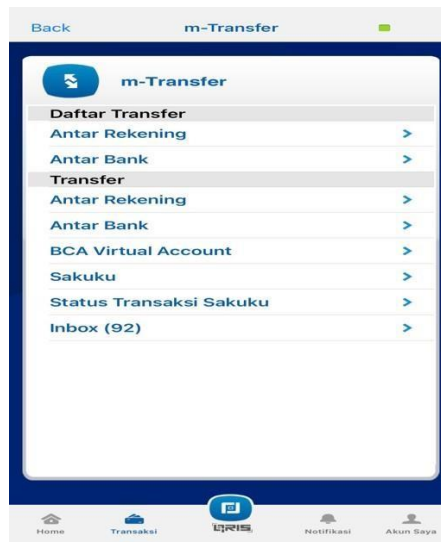 Back m-Transfer
m-Transfer
Daftar Transfer
Antar Rekening >
Antar Bank >
Transfer
Antar Rekening >
Antar Bank >
BCA Virtual Account >
Sakuku >
Status Transaksi Sakuku >
Inbox (92) >
Home Transaksi QRIS Notifikasi Akun Saya